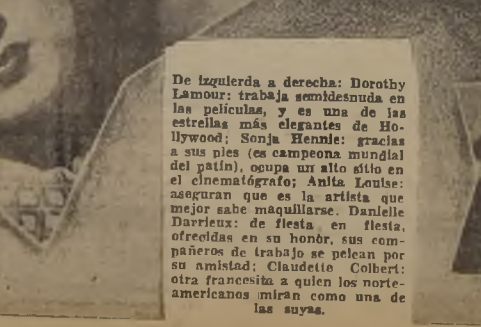 De izquierda a derecha: Dorothy
Lamour: trabaja semidesnuda en
las películas, y es una de las
estrellas más elegantes de Ho-
llywood; Sonja Hennie: gracias
a sus pies (es campeona mundial
del patín), ocupa un alto sitio en
el cinematógrafo; Anita Louise:
aseguran que es la artista que
mejor sabe maquillarse. Danielle
Darrieux: de fiesta en fiesta,
ofrecidas en su honor, sus com-
pañeros de trabajo se pelean por
su amistad; Claudette Colbert:
otra francesita a quien los norte-
americanos miran como una de
las suyas.